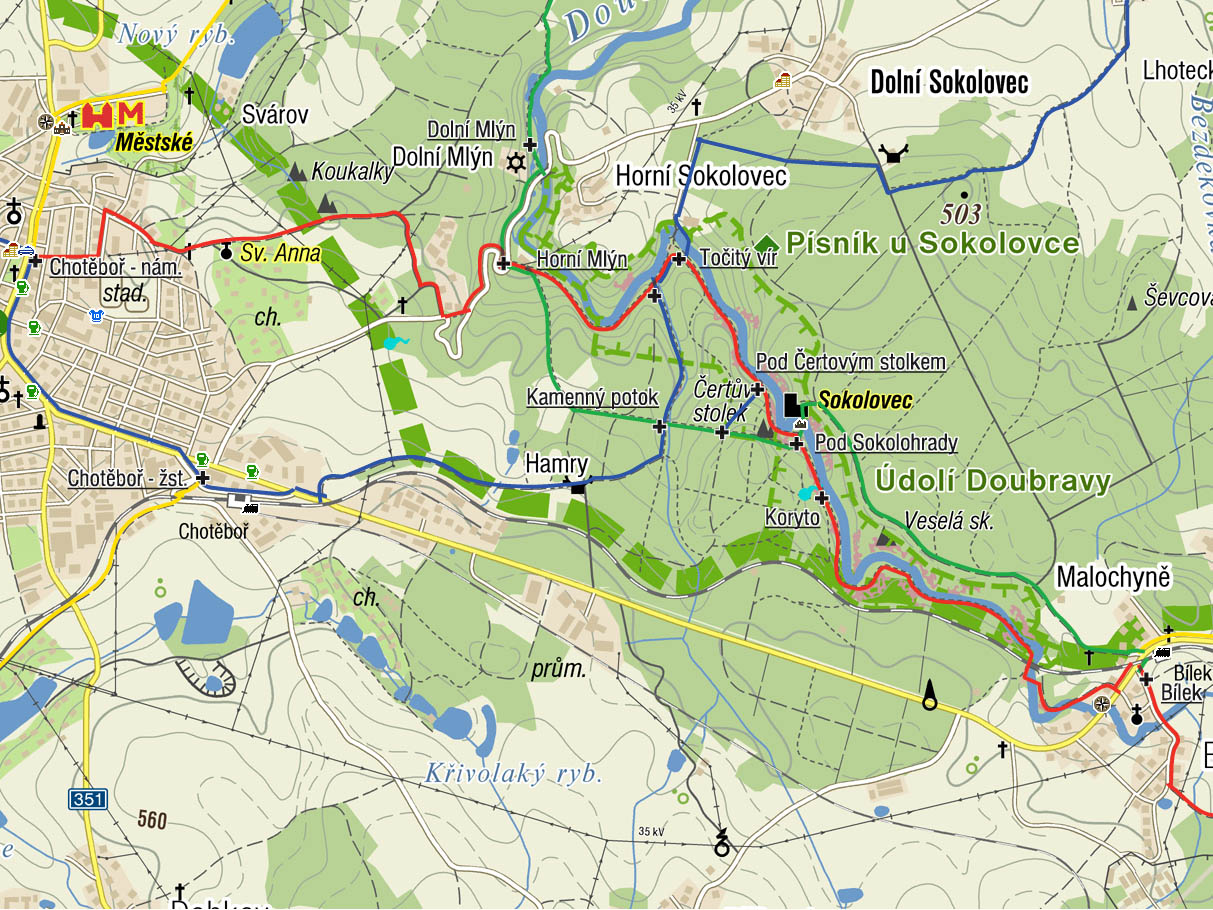 Nový ryb.
Dou
Dolní Sokolovec
Lhoteck
35 kV
M
Městské
Svárov
Dolní Mlýn
Dolní Mlýn
Koukalky
Horní Sokolovec
503
Písník u Sokolovce
Sv. Anna
Chotěboř - nám.
stad.
Horní Mlýn
Točitý vír
Ševcova
ch.
Pod Čertovým stolkem
Kamenný potok
Čertův
stolek
Sokolovec
Pod Sokolohrady
Hamry
Chotěboř - žst.
Údolí Doubravy
Koryto
Veselá sk.
Chotěboř
Malochyně
ch.
prům.
Bílek
Bílek
Křivolaký ryb.
351
560
35 kV